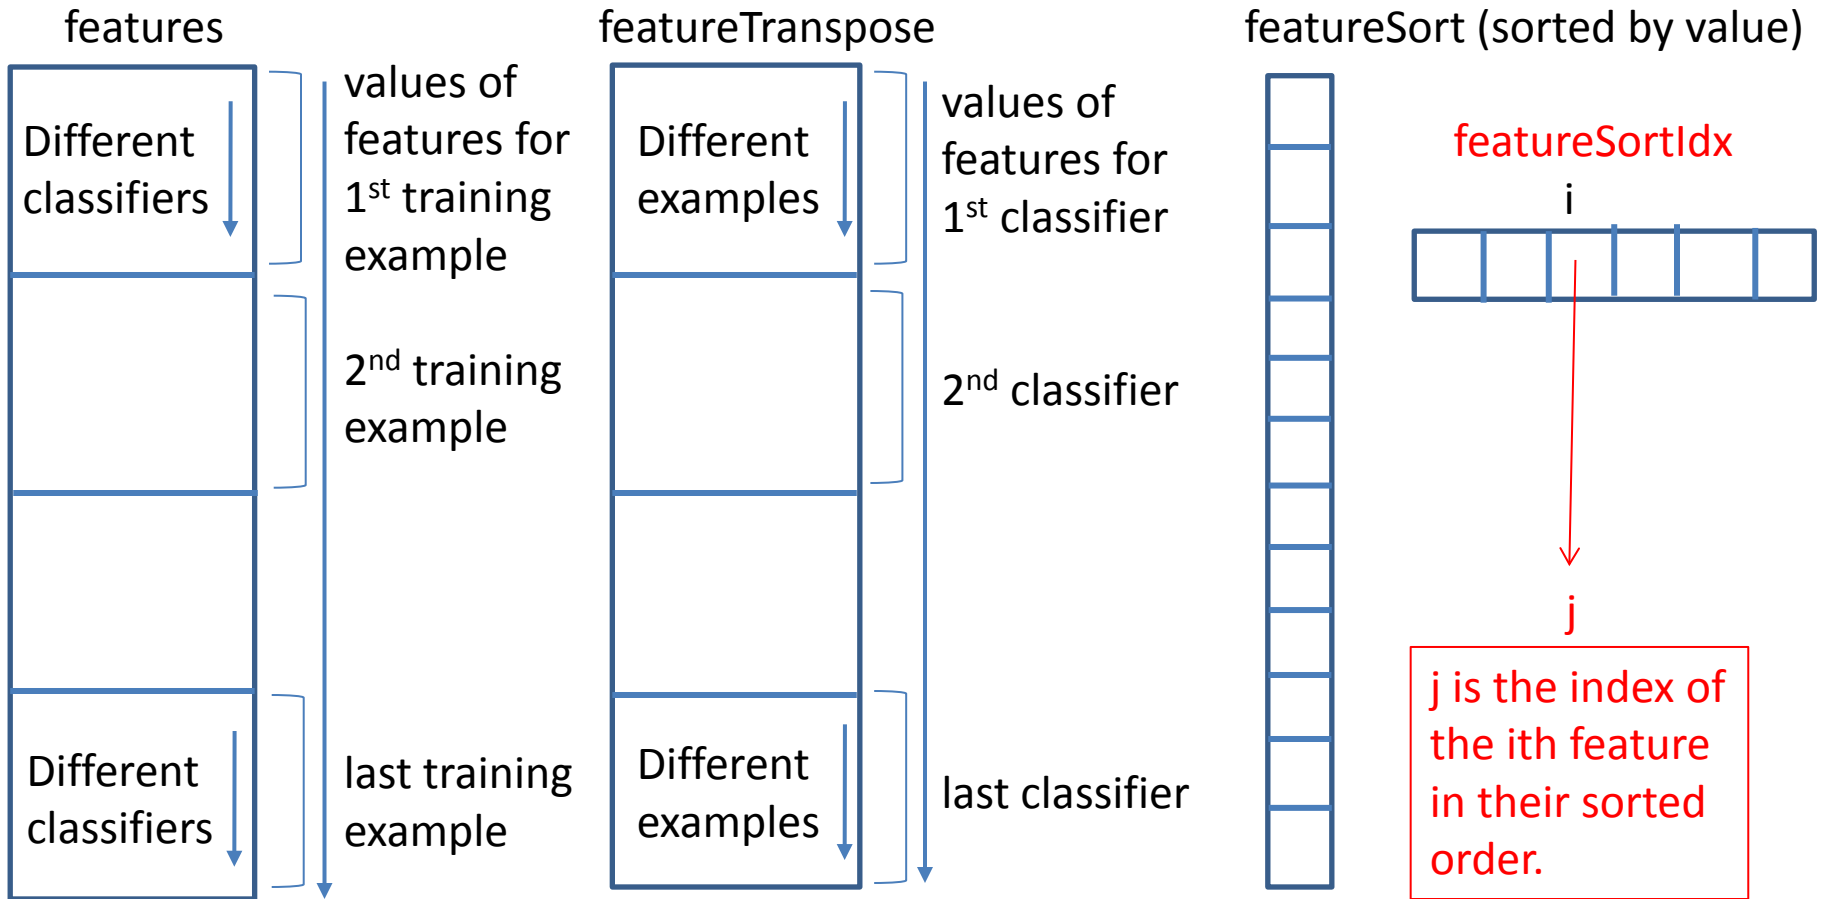 features
Different
classifiers
values of
features for
1st training
example
2nd training
example
Different
classifiers
last training
example
featureTranspose
Different
examples
values of
features for
1st classifier
2nd classifier
Different
examples
last classifier
featureSort (sorted by value)
featureSortIdx
i
j
j is the index of
the ith feature
in their sorted
order.